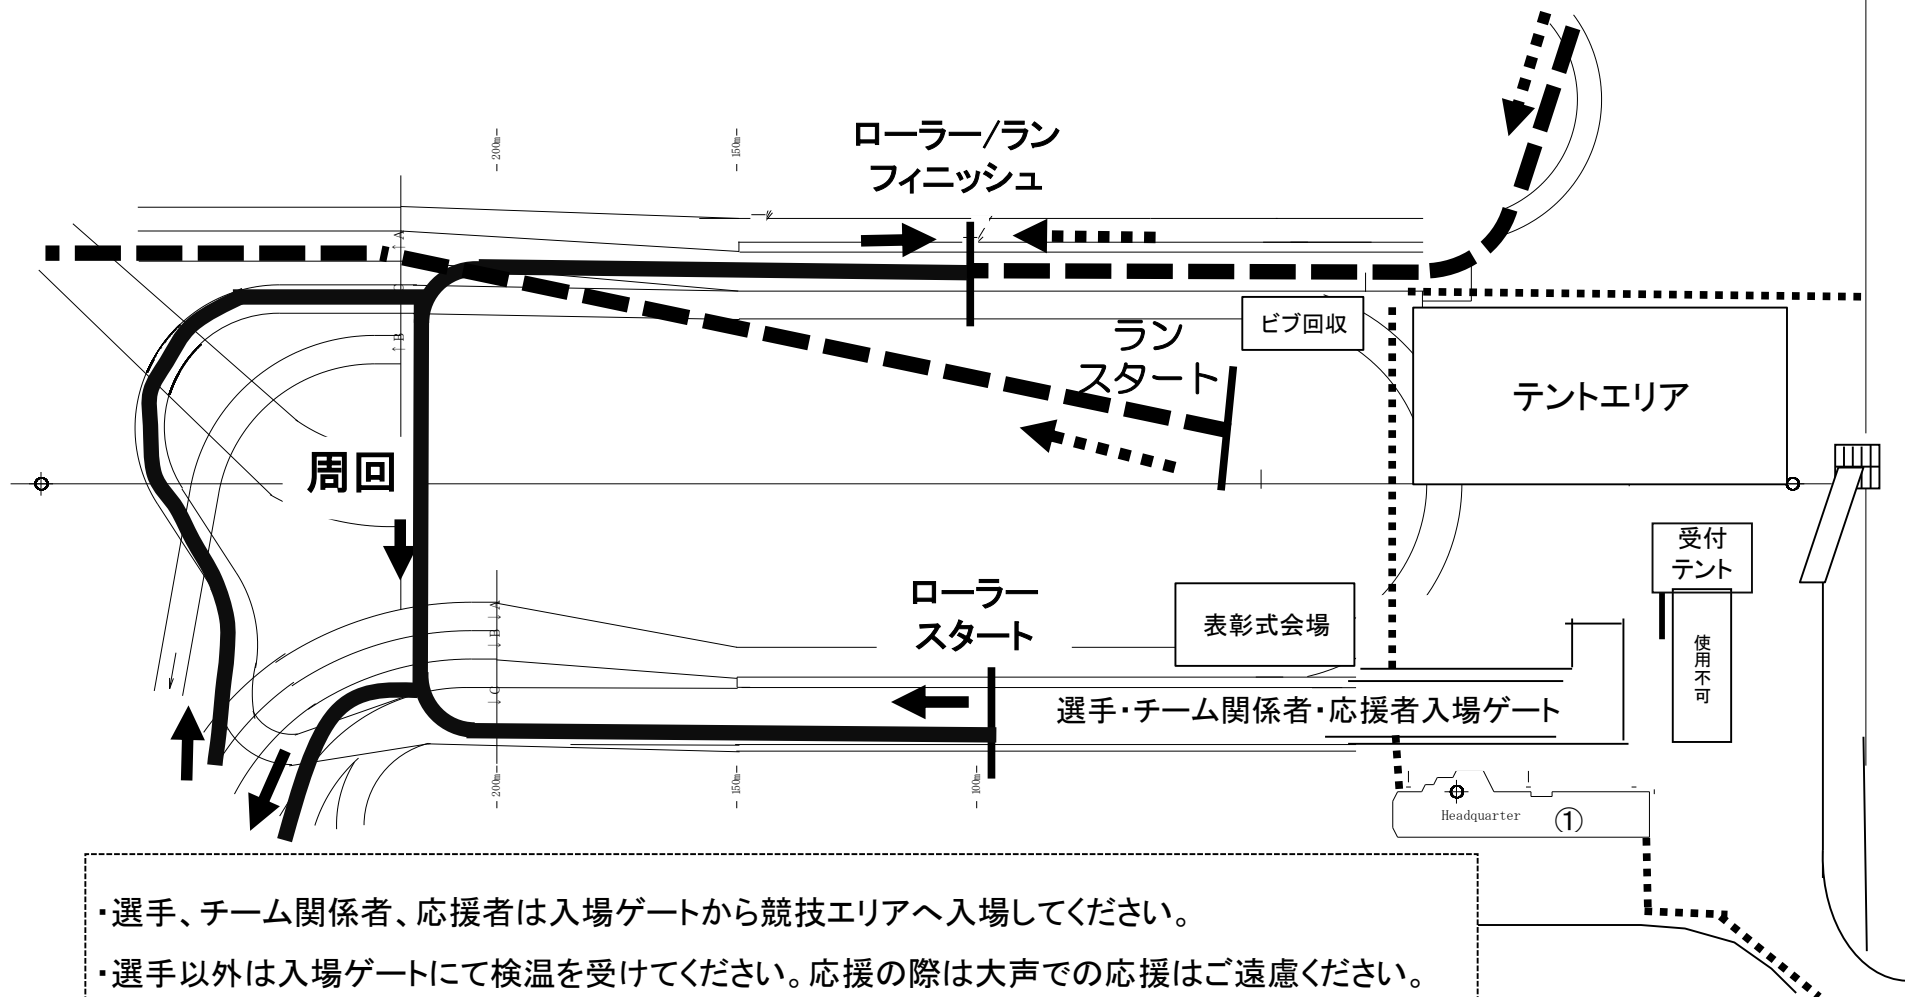 200m
150m
ローラー/ラン
フィニッシュ
A
B
ラン
スタート
ビブ回収
テントエリア
周回
受付
テント
使用不可
ローラー
スタート
表彰式会場
A
B
C
選手・チーム関係者・応援者入場ゲート
200m
150m
100m
Headquarter ①
・選手、チーム関係者、応援者は入場ゲートから競技エリアへ入場してください。
・選手以外は入場ゲートにて検温を受けてください。応援の際は大声での応援はご遠慮ください。